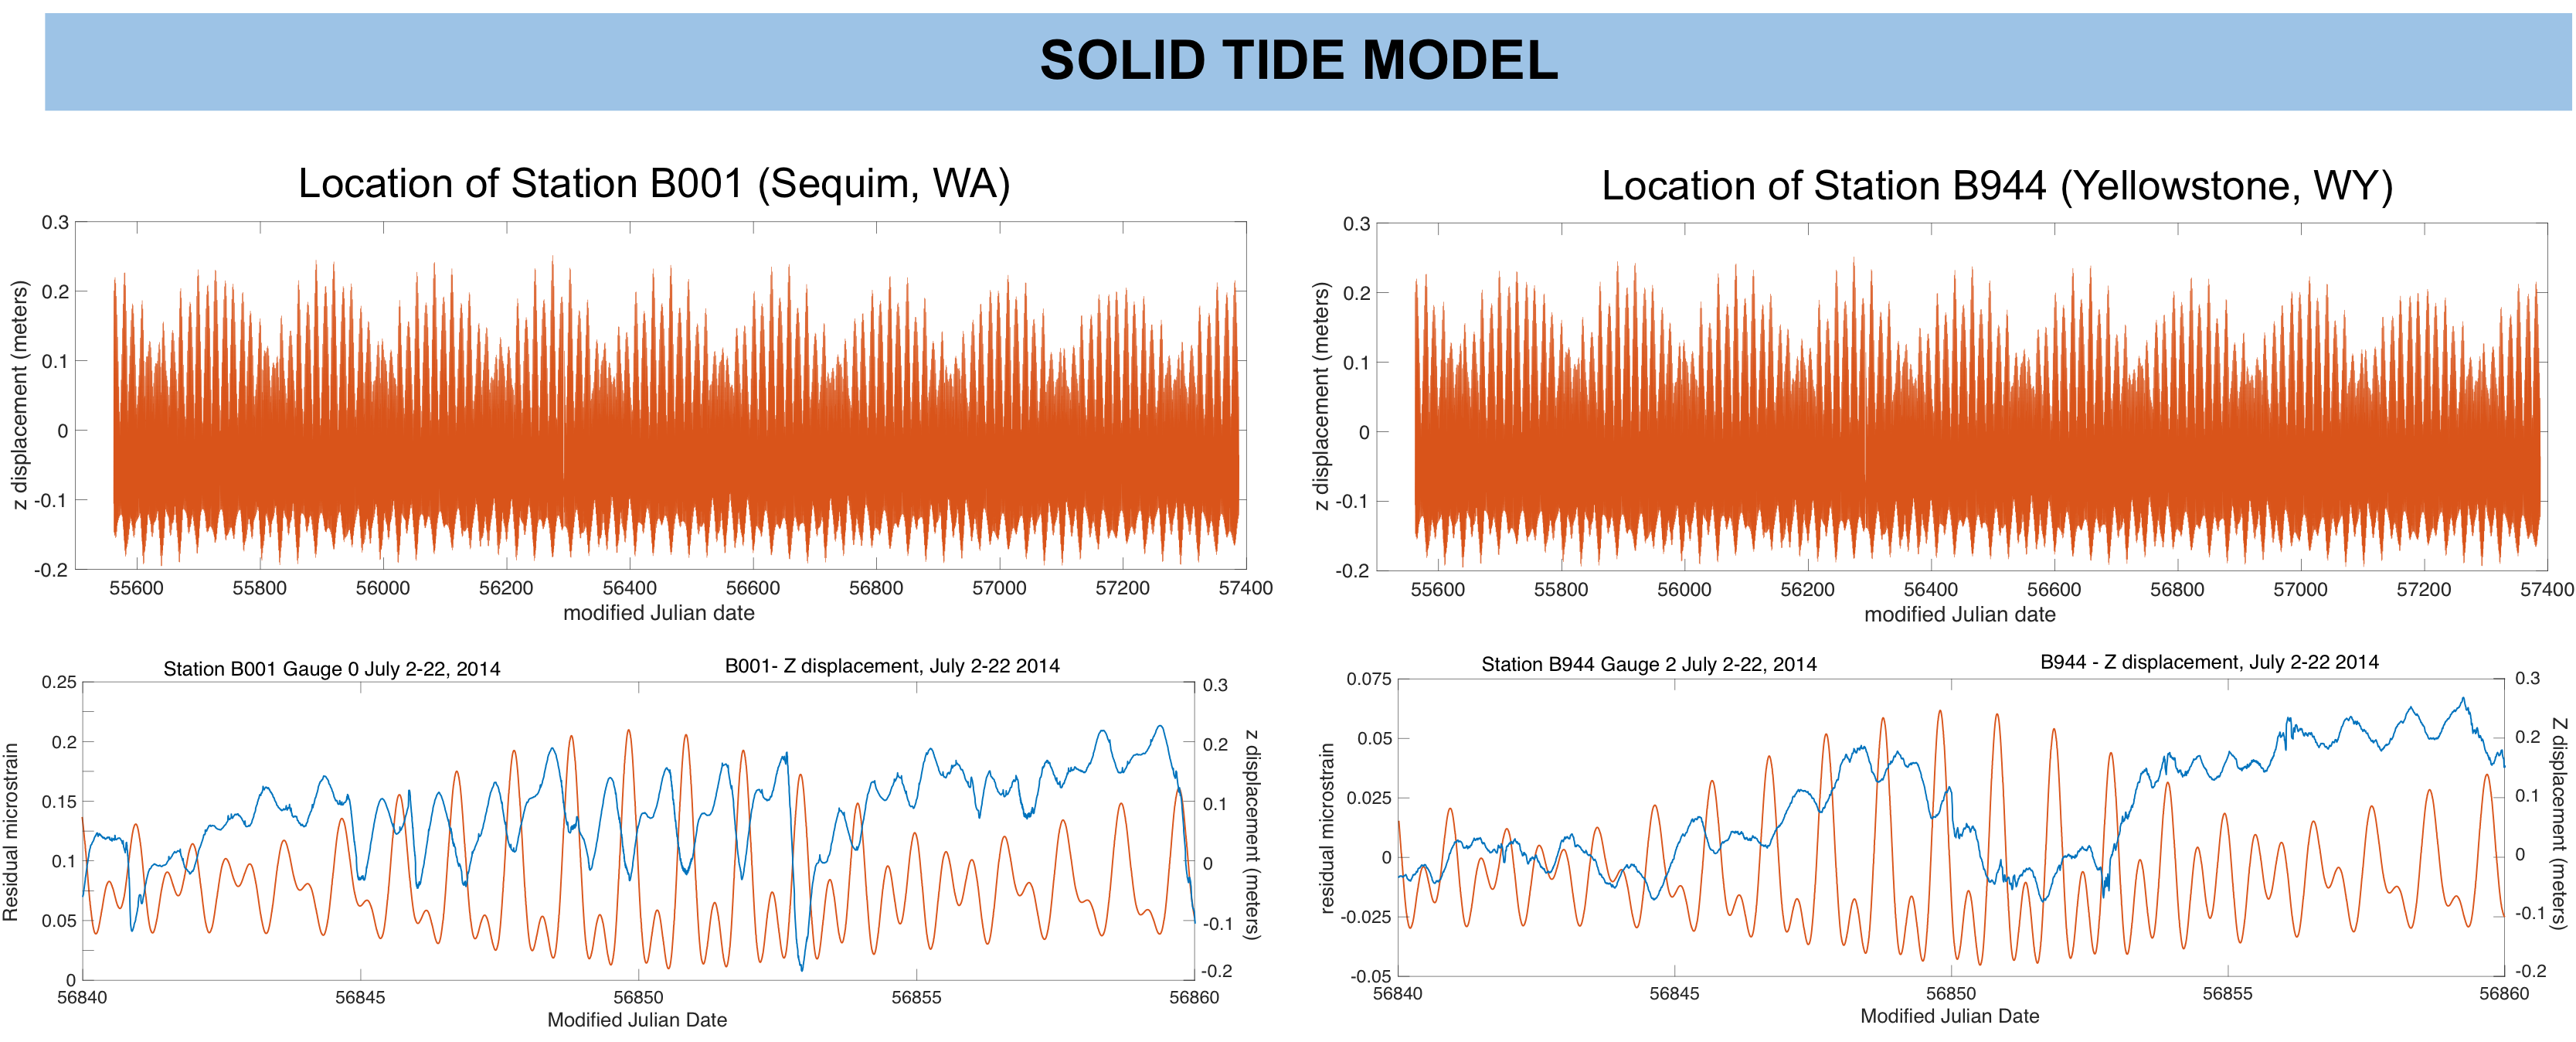 SOLID TIDE MODEL
Location of Station B001 (Sequim, WA)
0.3
0.2
0.1
0
-0.1
-0.2
z displacement (meters)
55600 55800 56000 56200 56400 56600 56800 57000 57200 57400
modified Julian date
Location of Station B944 (Yellowstone, WY)
0.3
0.2
0.1
0
-0.1
-0.2
z displacement (meters)
55600 55800 56000 56200 56400 56600 56800 57000 57200 57400
modified Julian date
Station B001 Gauge 0 July 2-22, 2014
B001- Z displacement, July 2-22 2014
0.25
0.2
0.15
0.1
0.05
0
Residual microstrain
0.3
0.2
0.1
0
-0.1
-0.2
z displacement (meters)
56840 56845 56850 56855 56860
Modified Julian Date
Station B944 Gauge 2 July 2-22, 2014
B944 - Z displacement, July 2-22 2014
0.075
0.05
0.025
0
-0.025
-0.05
residual microstrain
0.3
0.2
0.1
0
-0.1
-0.2
Z displacement (meters)
56840 56845 56850 56855 56860
Modified Julian Date